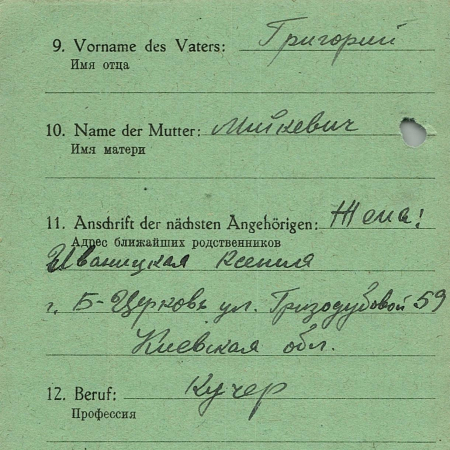 9. Vorname des Vaters: Григорий
Имя отца
10. Name der Mutter: Мицкевич
Имя матери
11. Anschrift der nächsten Angehörigen: Жена:
Адрес ближайших родственников
Иваницкая Ксения
г. Б-Церковь ул. Гризодубовой 59
Киевская обл.
12. Beruf: Кучер
Профессия